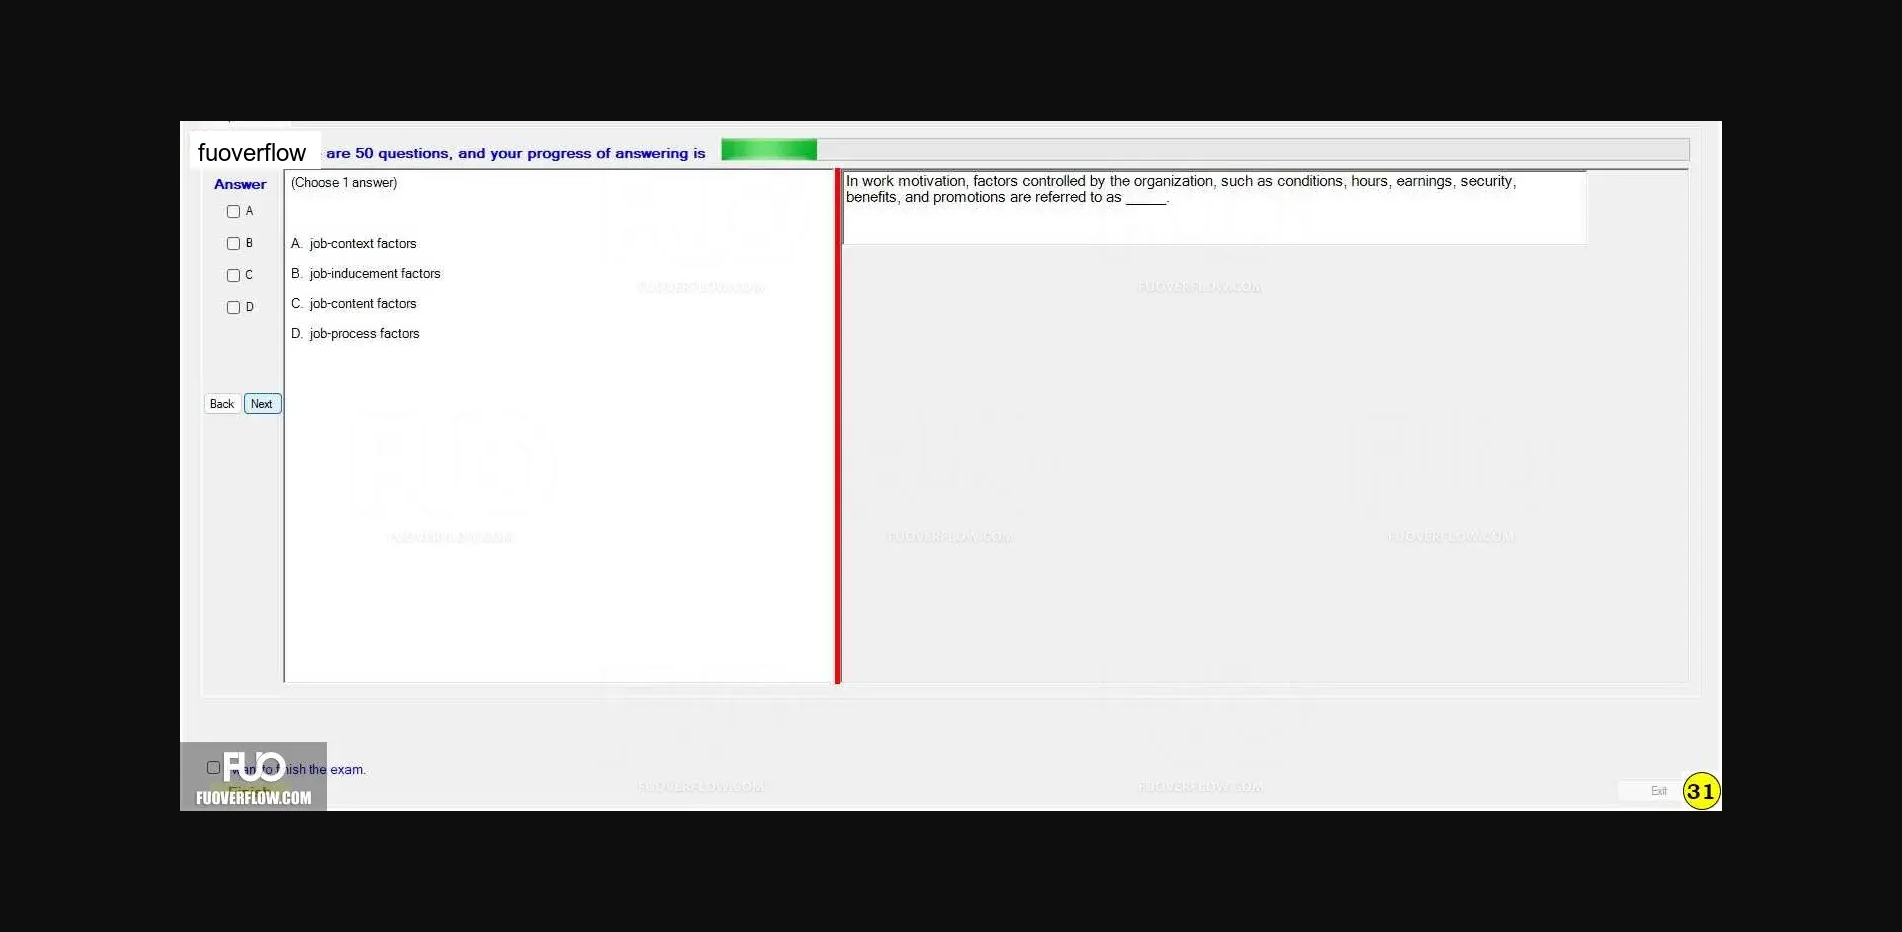 fuoverflow are 50 questions, and your progress of answering is
Answer
A
B
C
D
Back Next
(Choose 1 answer)
A. job-context factors
B. job-inducement factors
C. job-content factors
D. job-process factors
In work motivation, factors controlled by the organization, such as conditions, hours, earnings, security,
benefits, and promotions are referred to as _____.
FUOVERFLOW.COM
FUOVERFLOW.COM
FUOVERFLOW.COM
FUOVERFLOW.COM
FUOVERFLOW.COM
FUOVERFLOW.COM
FUOVERFLOW.COM
want to finish the exam.
Finish
FUO
FUOVERFLOW.COM
Exit
31